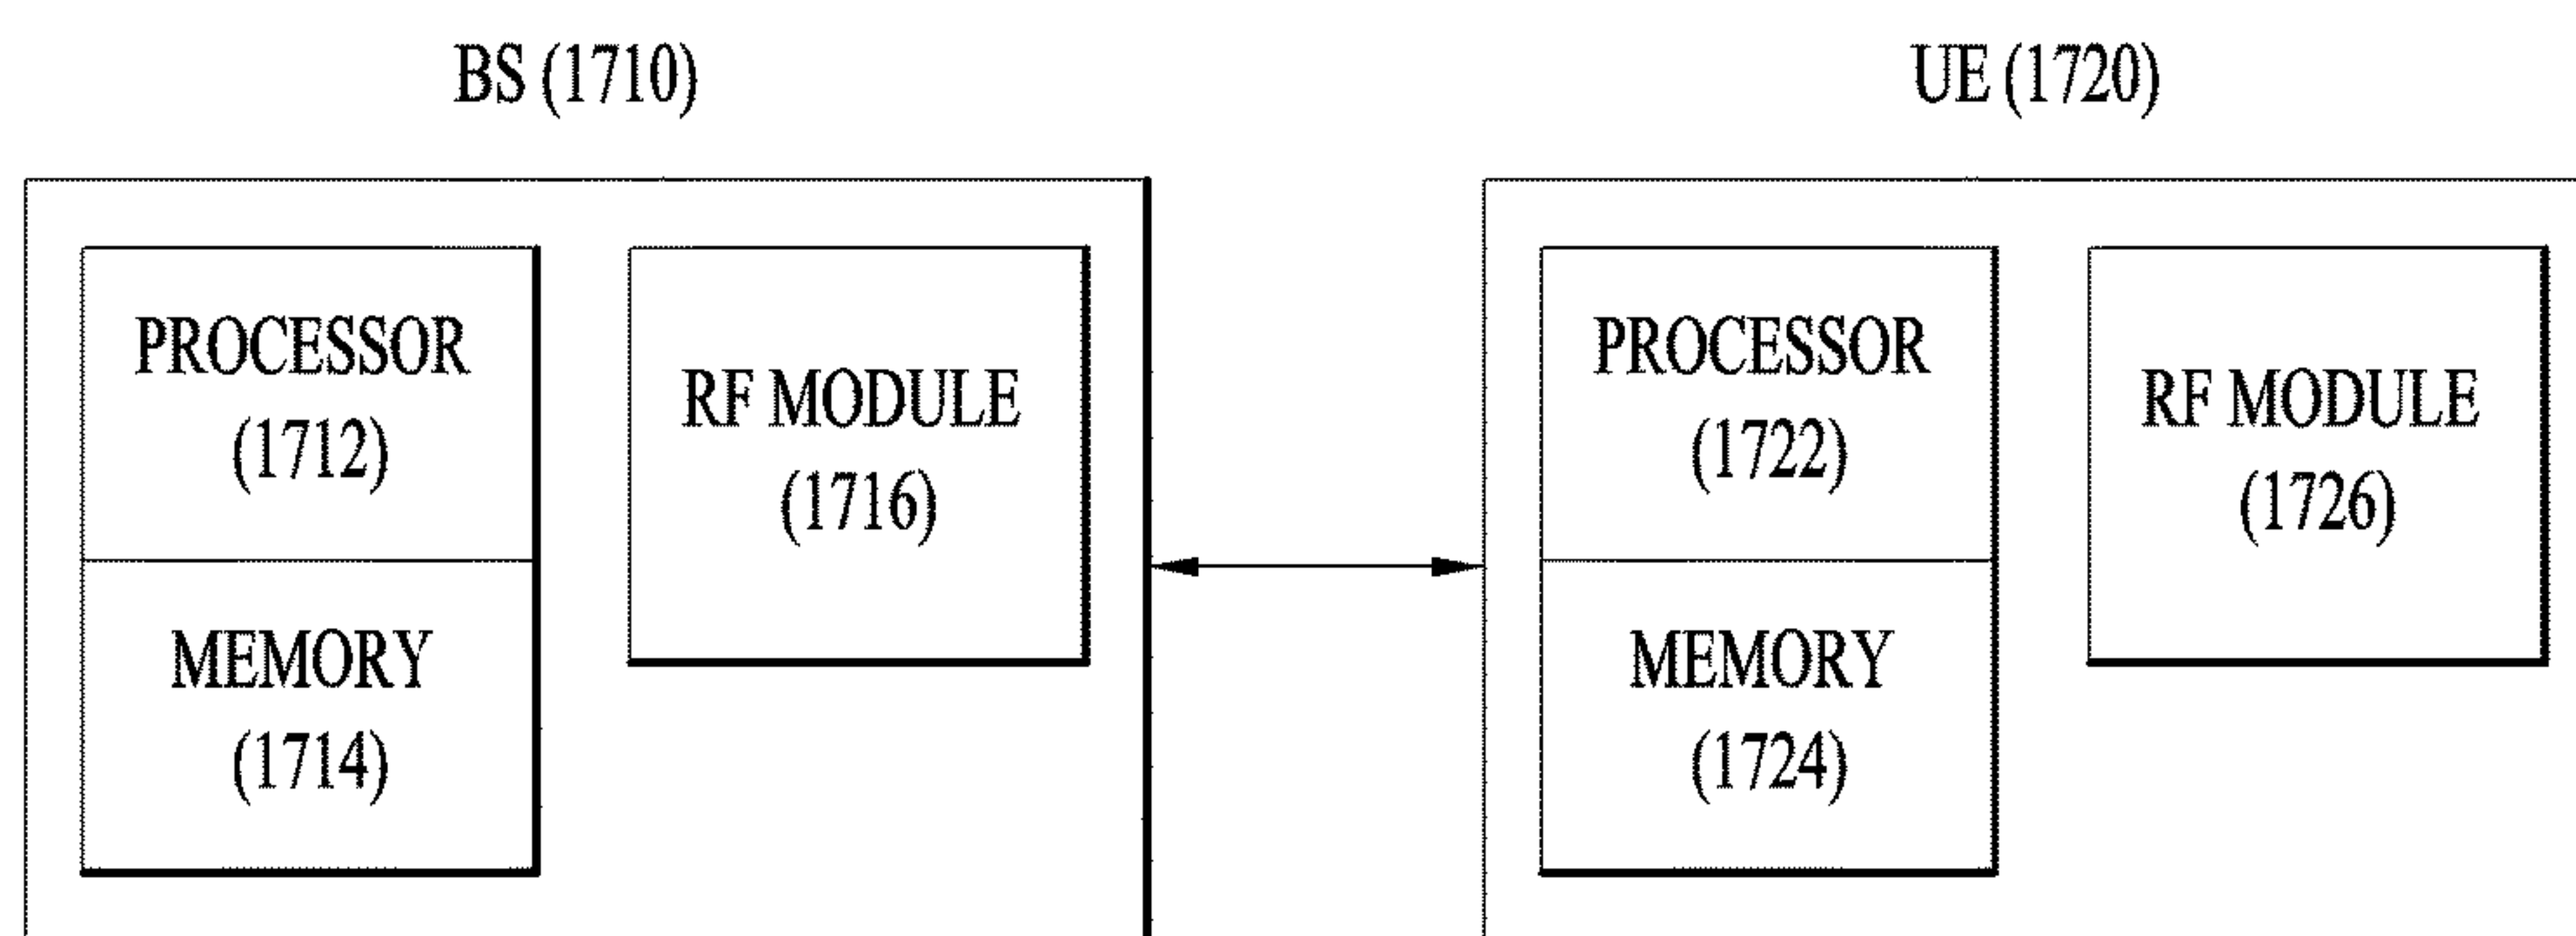 BS (1710)
PROCESSOR
(1712)
MEMORY
(1714)
RF MODULE
(1716)
UE (1720)
PROCESSOR
(1722)
MEMORY
(1724)
RF MODULE
(1726)